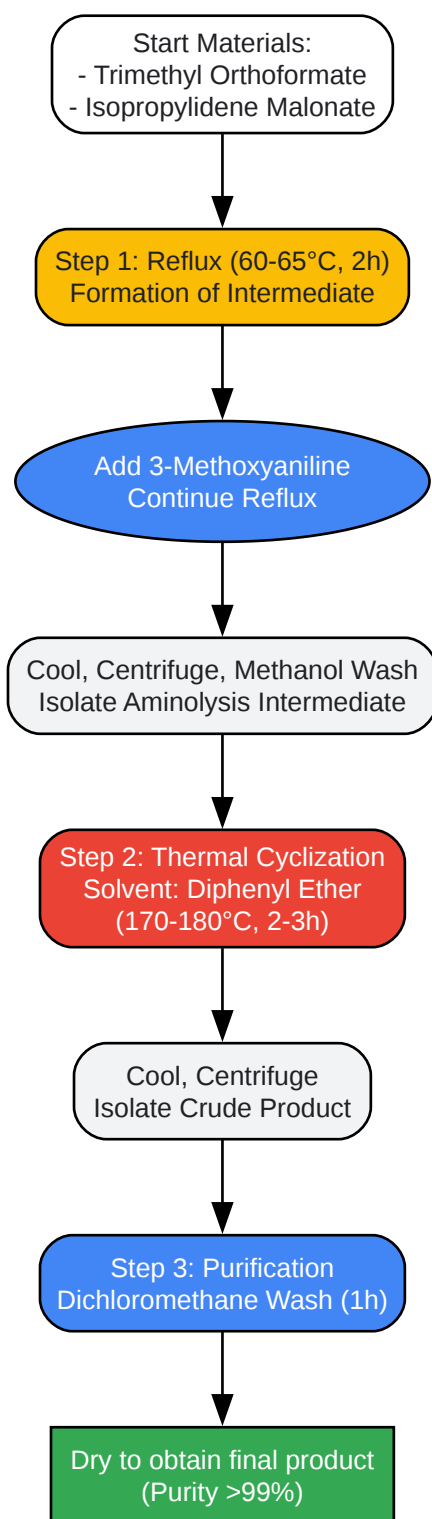 Start Materials:
- Trimethyl Orthoformate
- Isopropylidene Malonate
Step 1: Reflux (60-65°C, 2h)
Formation of Intermediate
Add 3-Methoxyaniline
Continue Reflux
Cool, Centrifuge, Methanol Wash
Isolate Aminolysis Intermediate
Step 2: Thermal Cyclization
Solvent: Diphenyl Ether
(170-180°C, 2-3h)
Cool, Centrifuge
Isolate Crude Product
Step 3: Purification
Dichloromethane Wash (1h)
Dry to obtain final product
(Purity >99%)